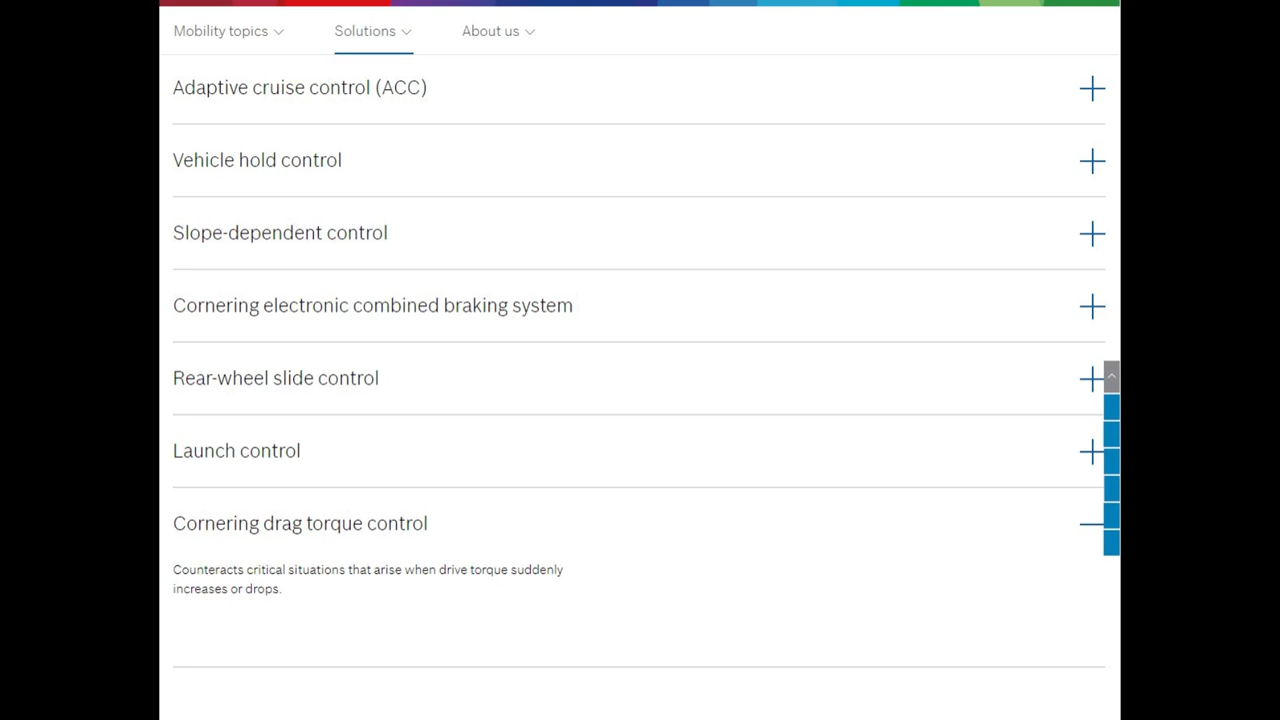 Mobility topics Solutions About us
Adaptive cruise control (ACC)
Vehicle hold control
Slope-dependent control
Cornering electronic combined braking system
Rear-wheel slide control
Launch control
Cornering drag torque control
Counteracts critical situations that arise when drive torque suddenly
increases or drops.